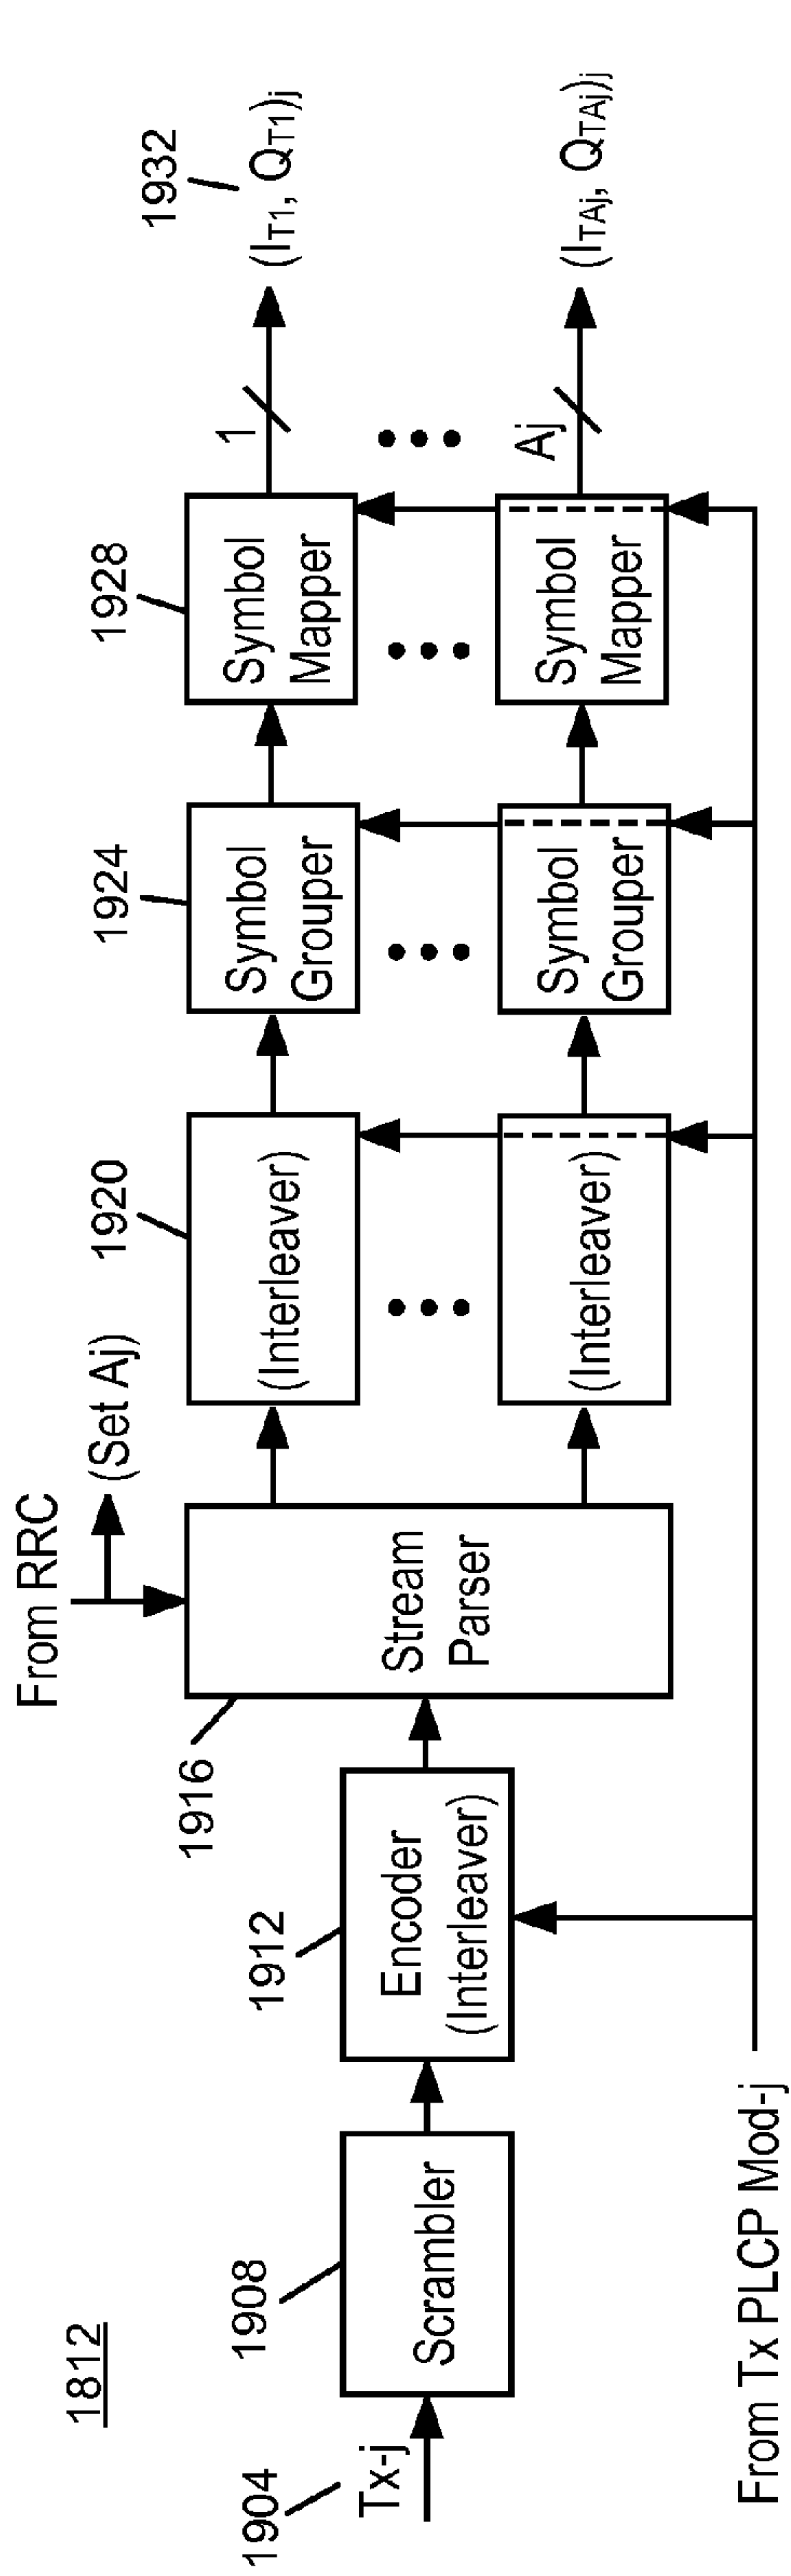 1812
1904
Tx-j
1908
Scrambler
1912
Encoder
(Interleaver)
1916
Stream
Parser
From RRC
(Set Aj)
1920
(Interleaver)
(Interleaver)
1924
Symbol
Grouper
Symbol
Grouper
1928
Symbol
Mapper
Symbol
Mapper
1
Aj
1932
(IT1, QT1)j
(ITAj, QTAj)j
From Tx PLCP Mod-j